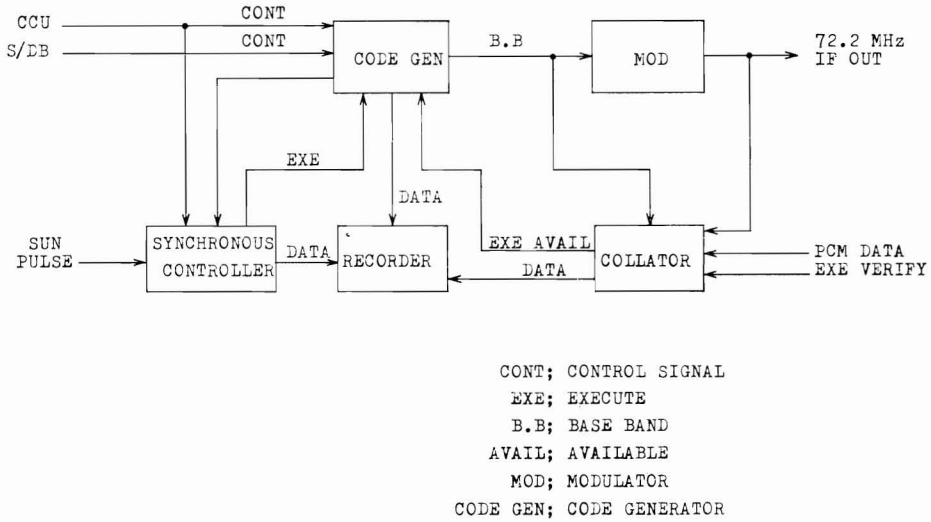 CCU
CONT
S/DB
CONT
CODE GEN
B.B
MOD
72.2 MHz
IF OUT
EXE
DATA
SUN
PULSE
SYNCHRONOUS
CONTROLLER
DATA
RECORDER
EXE AVAIL
DATA
COLLATOR
PCM DATA
EXE VERIFY
CONT; CONTROL SIGNAL
EXE; EXECUTE
B.B; BASE BAND
AVAIL; AVAILABLE
MOD; MODULATOR
CODE GEN; CODE GENERATOR